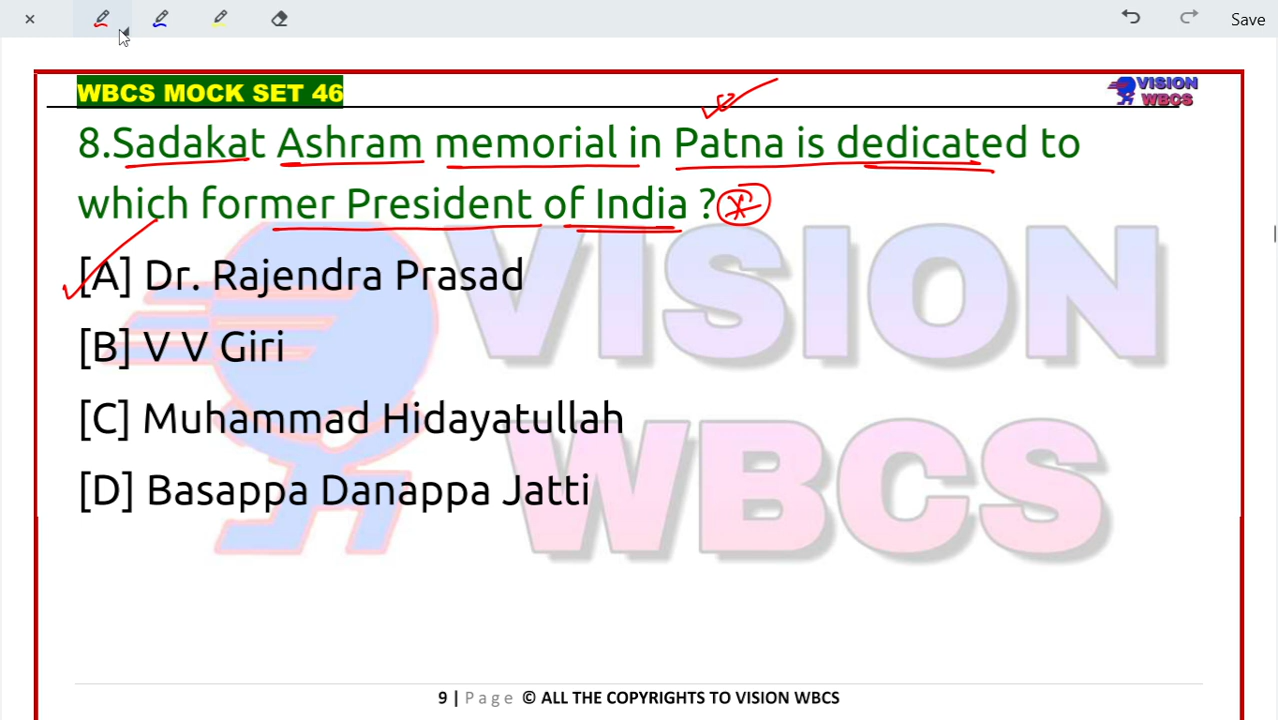 Save
WBCS MOCK SET 46
VISION
WBCS
8.Sadakat Ashram memorial in Patna is dedicated to
which former President of India ?
[A] Dr. Rajendra Prasad
[B] V V Giri
[C] Muhammad Hidayatullah
[D] Basappa Danappa Jatti
VISION
WBCS
9 | Page © ALL THE COPYRIGHTS TO VISION WBCS